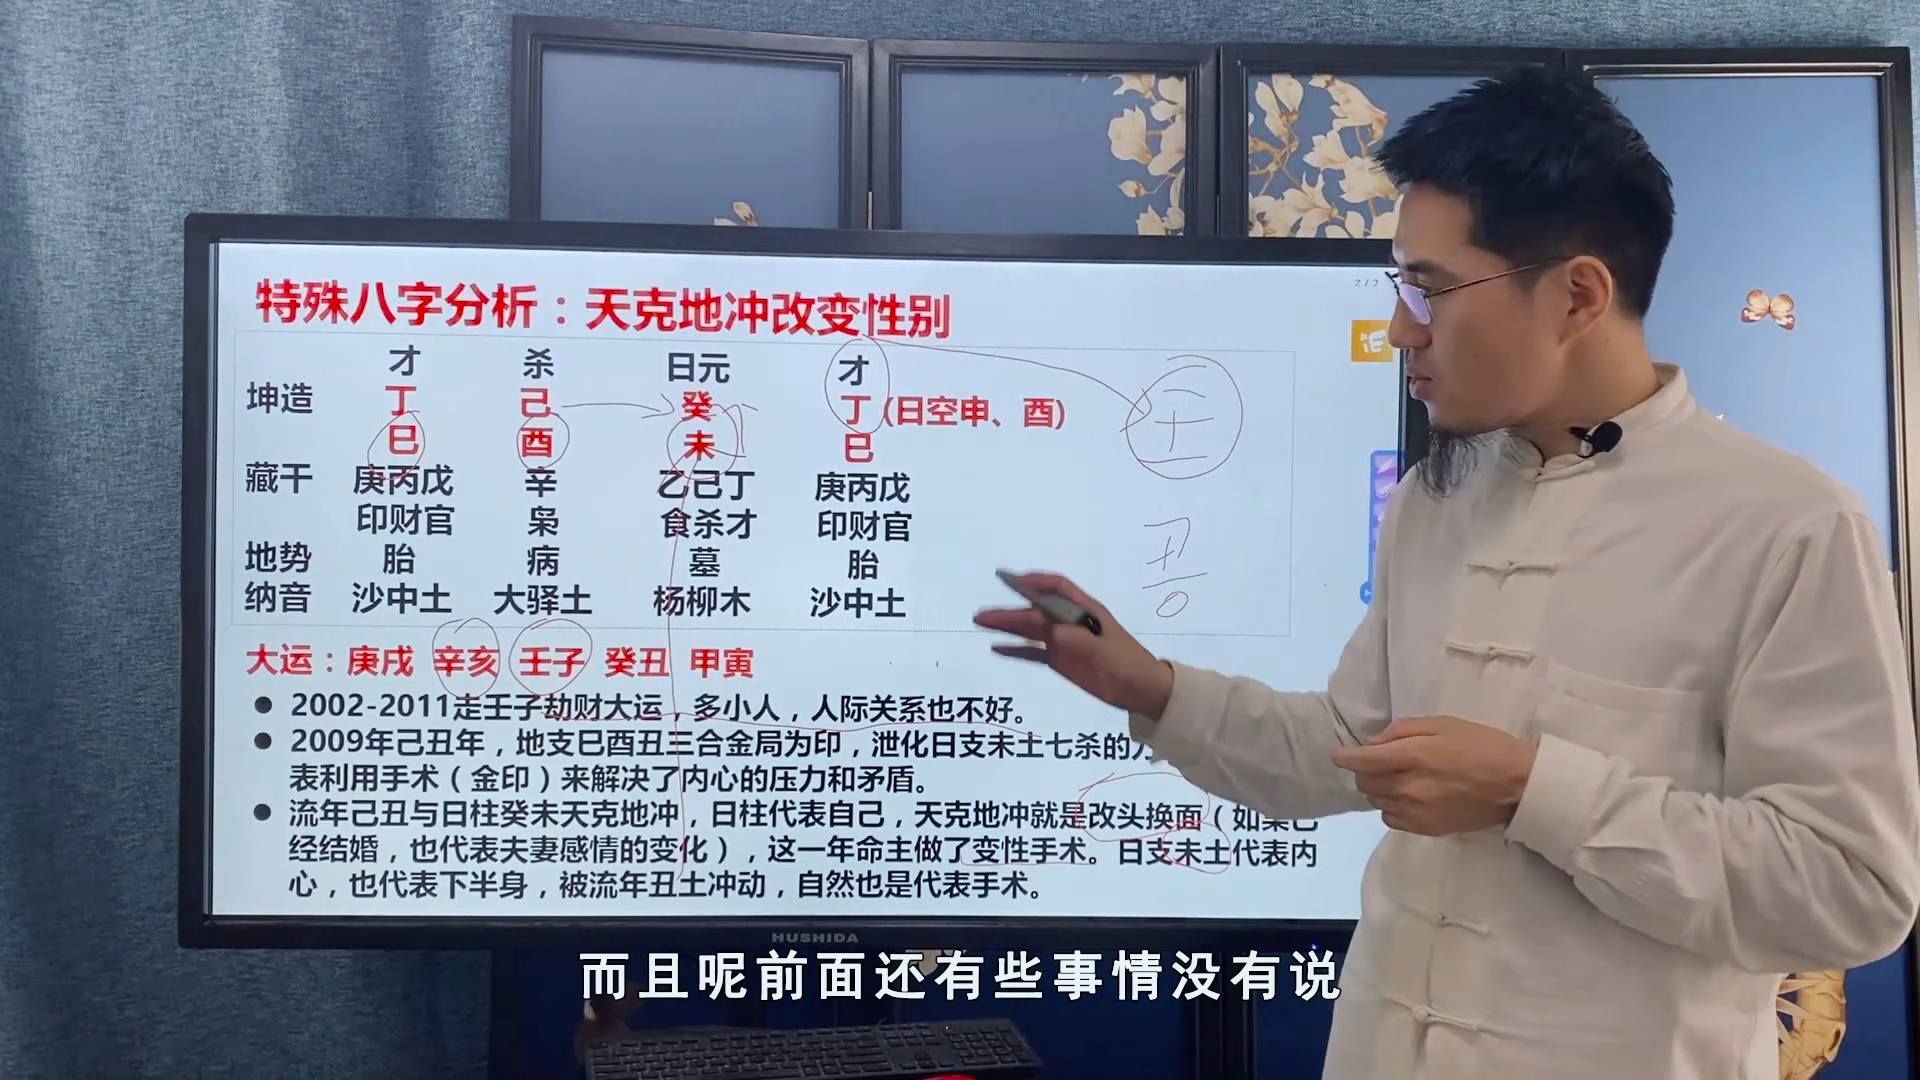 特殊八字分析：天克地冲改变性别
2/2
才 杀 日元 才
坤造 丁 己 癸 丁(日空申、酉)
巳 酉 未 巳
藏干 庚丙戊 辛 乙己丁 庚丙戊
印财官 枭 食杀才 印财官
地势 胎 病 墓 胎
纳音 沙中土 大驿土 杨柳木 沙中土
大运：庚戌 辛亥 壬子 癸丑 甲寅
2002-2011走壬子劫财大运，多小人，人际关系也不好。
2009年己丑年，地支巳酉丑三合金局为印，泄化日支未土七杀的
表利用手术（金印）来解决了内心的压力和矛盾。
流年己丑与日柱癸未天克地冲，日柱代表自己，天克地冲就是改头换面（如果已
经结婚，也代表夫妻感情的变化），这一年命主做了变性手术。日支未土代表内
心，也代表下半身，被流年丑土冲动，自然也是代表手术。
HUSHIDA
而且呢前面还有些事情没有说